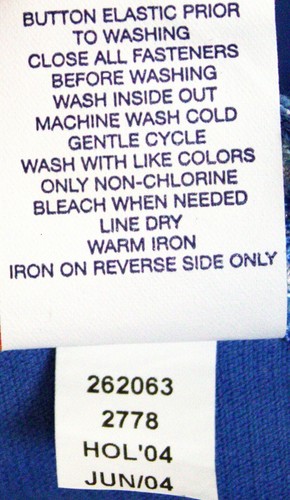 BUTTON ELASTIC PRIOR
TO WASHING
CLOSE ALL FASTENERS
BEFORE WASHING
WASH INSIDE OUT
MACHINE WASH COLD
GENTLE CYCLE
WASH WITH LIKE COLORS
ONLY NON-CHLORINE
BLEACH WHEN NEEDED
LINE DRY
WARM IRON
IRON ON REVERSE SIDE ONLY
262063
2778
HOL'04
JUN/04